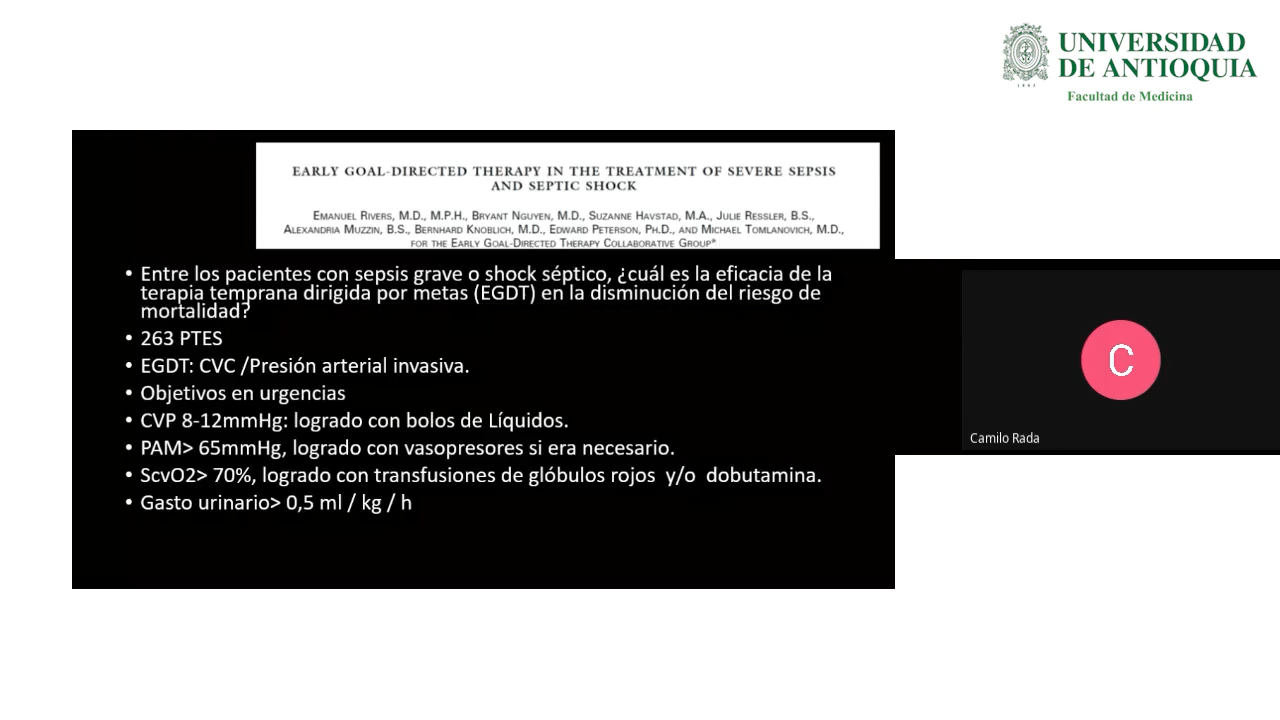 UNIVERSIDAD
DE ANTIOQUIA
1803
Facultad de Medicina
EARLY GOAL-DIRECTED THERAPY IN THE TREATMENT OF SEVERE SEPSIS
AND SEPTIC SHOCK
EMANUEL RIVERS, M.D., M.P.H., BRYANT NGUYEN, M.D., SUZANNE HAVSTAD, M.A., JULIE RESSLER, B.S.,
ALEXANDRIA MUZZIN, B.S., BERNHARD KNOBLICH, M.D., EDWARD PETERSON, PH.D., AND MICHAEL TOMLANOVICH, M.D.,
FOR THE EARLY GOAL-DIRECTED THERAPY COLLABORATIVE GROUP*
• Entre los pacientes con sepsis grave o shock séptico, ¿cuál es la eficacia de la
terapia temprana dirigida por metas (EGDT) en la disminución del riesgo de
mortalidad?
• 263 PTES
• EGDT: CVC /Presión arterial invasiva.
• Objetivos en urgencias
• CVP 8-12mmHg: logrado con bolos de Líquidos.
• PAM> 65mmHg, logrado con vasopresores si era necesario.
• ScvO2> 70%, logrado con transfusiones de glóbulos rojos y/o dobutamina.
• Gasto urinario> 0,5 ml / kg / h
C
Camilo Rada